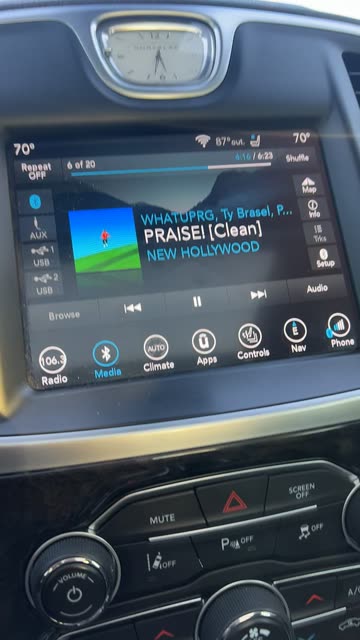 70°
87° out.
70°
Repeat
OFF
6 of 20
6:16 / 6:23
Shuffle
AUX
USB
2
USB
WHATUPRG, Ty Brasel, P...
PRAISE! [Clean]
NEW HOLLYWOOD
Map
Info
Trks
Setup
Browse
Audio
106.3
Radio
Media
AUTO
Climate
Apps
Controls
Nav
Phone
MUTE
SCREEN
OFF
OFF
P OFF
OFF
VOLUME
A/C